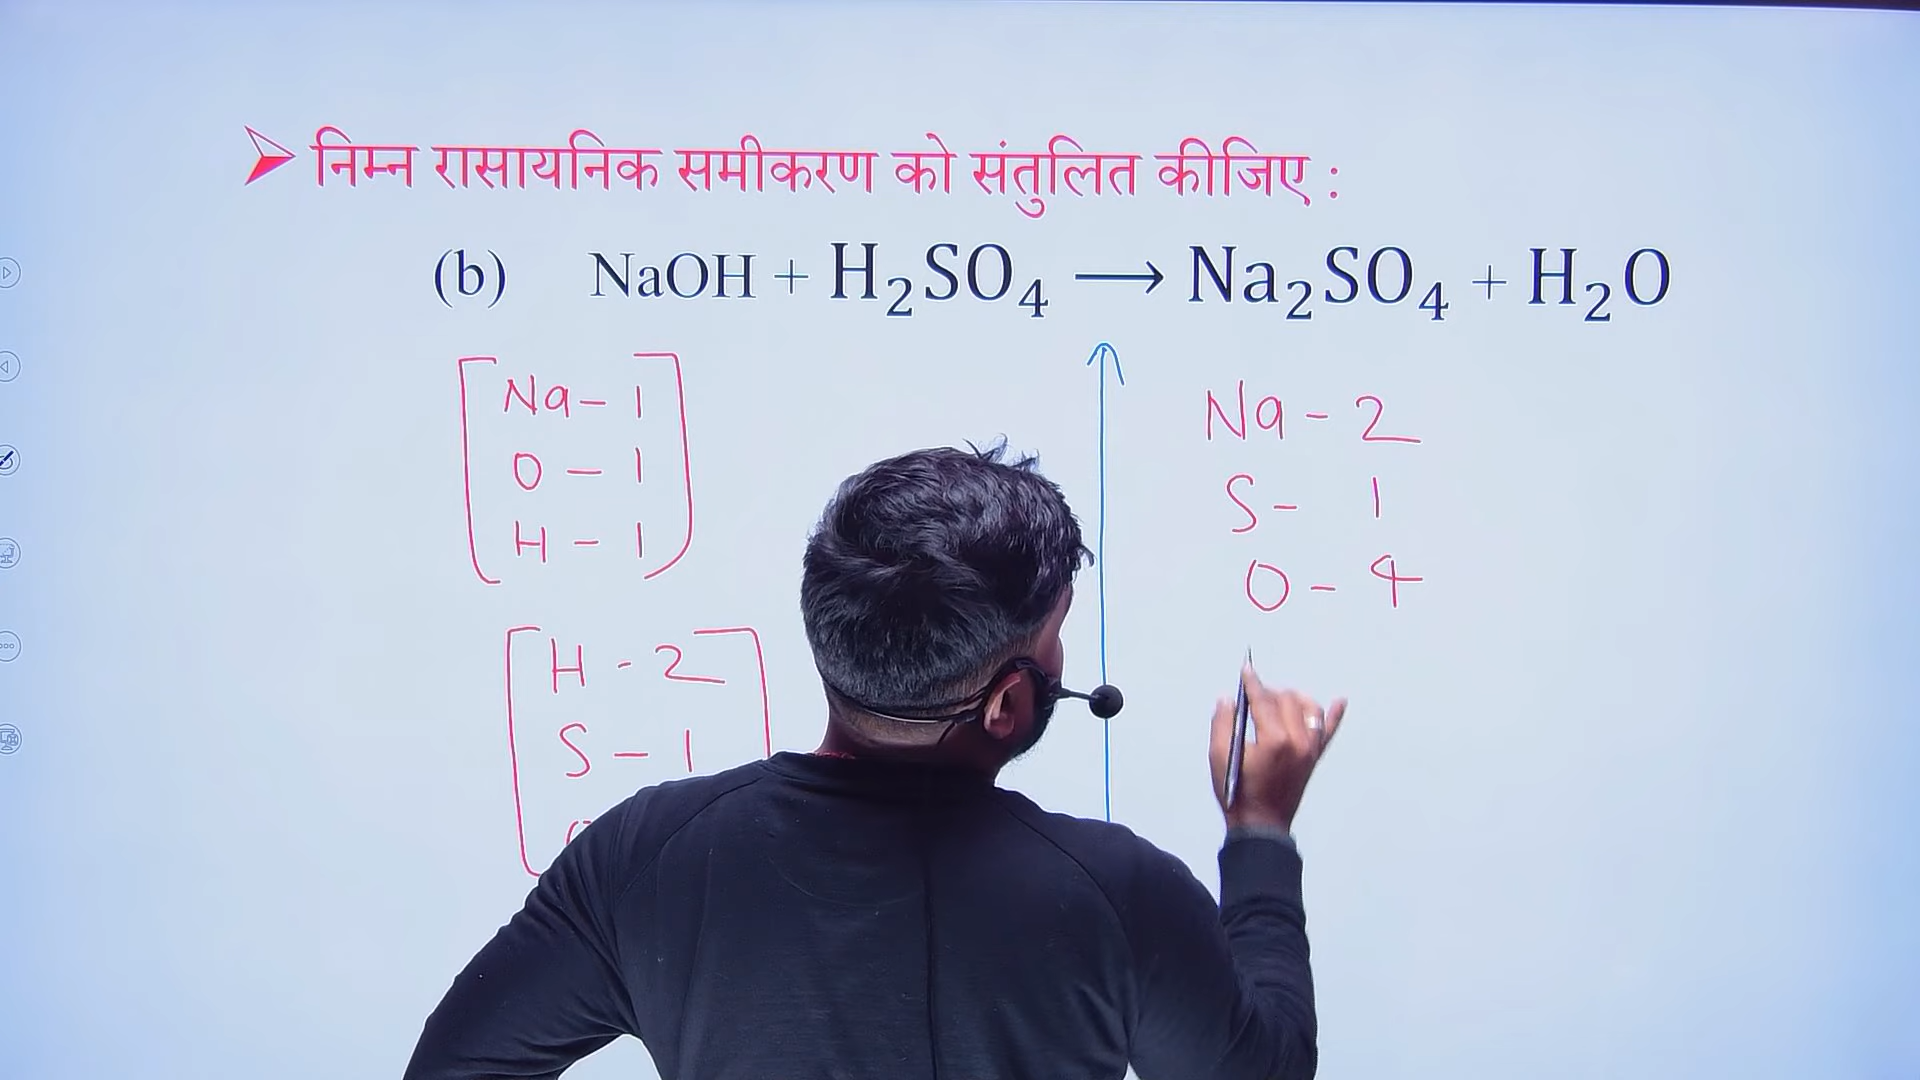 निम्न रासायनिक समीकरण को संतुलित कीजिए :
(b) NaOH + H₂SO₄ ⟶ Na₂SO₄ + H₂O
Na – 1
O – 1
H – 1
H – 2
S – 1
Na – 2
S – 1
O – 4